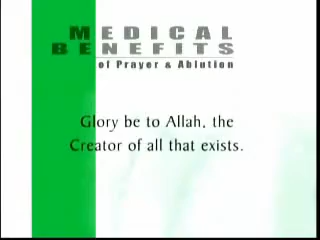 MEDICAL
BENEFITS
of Prayer & Ablution
Glory be to Allah, the
Creator of all that exists.